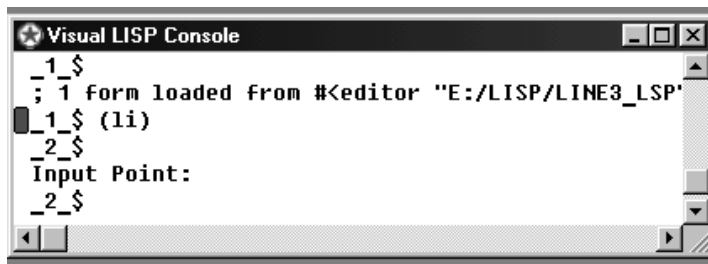 Visual LISP Console
_1_$
; 1 form loaded from #<editor "E:/LISP/LINE3_LSP"
_1_$ (li)
_2_$
Input Point:
_2_$